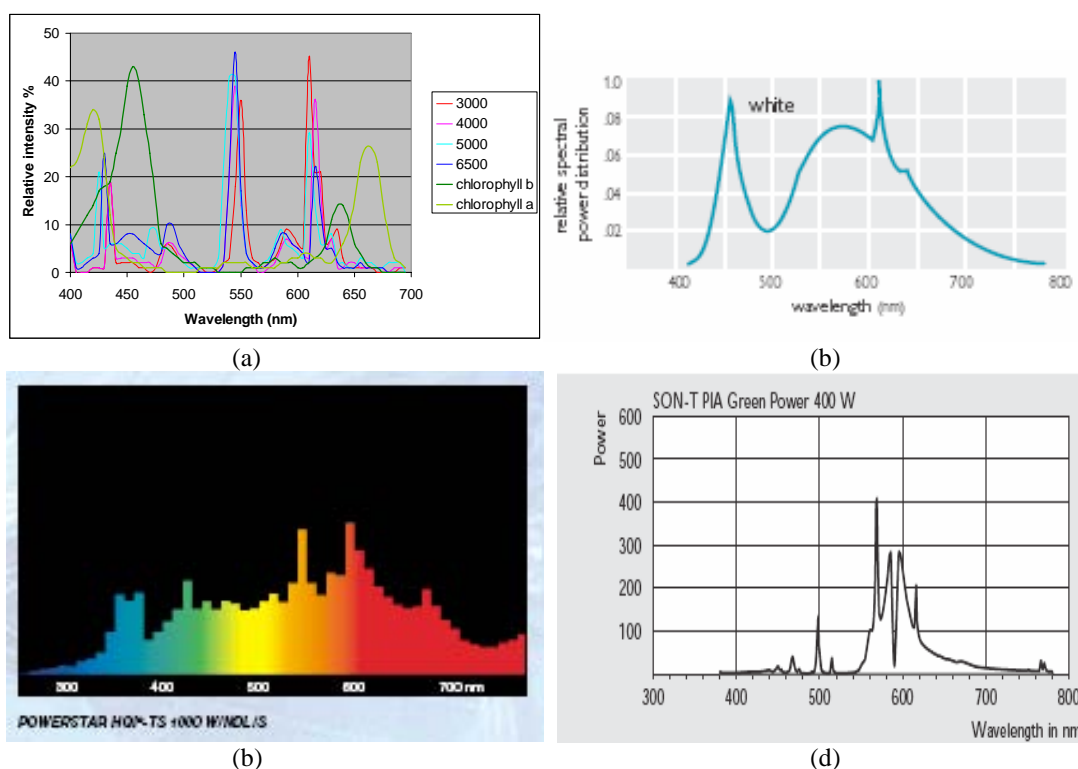 50
40
30
20
10
0
400 450 500 550 600 650 700
Relative intensity %
Wavelength (nm)
3000
4000
5000
6500
chlorophyll b
chlorophyll a
(a)
1.0
.08
.06
.04
.02
white
relative spectral
power distribution
400 500 600 700 800
wavelength (nm)
(b)
300 400 500 600 700 nm
POWERSTAR HQI-TS 1000 W/NDL/S
(b)
SON-T PIA Green Power 400 W
Power
600
500
400
300
200
100
300 400 500 600 700 800
Wavelength in nm
(d)